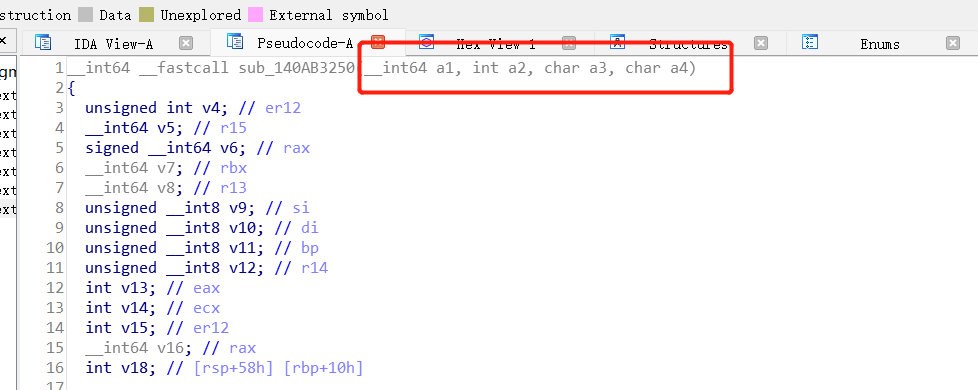 struction Data Unexplored External symbol
IDA View-A Pseudocode-A Hex View-1 Structures Enums
1 __int64 __fastcall sub_140AB3250(__int64 a1, int a2, char a3, char a4)
2 {
3 unsigned int v4; // er12
4 __int64 v5; // r15
5 signed __int64 v6; // rax
6 __int64 v7; // rbx
7 __int64 v8; // r13
8 unsigned __int8 v9; // si
9 unsigned __int8 v10; // di
10 unsigned __int8 v11; // bp
11 unsigned __int8 v12; // r14
12 int v13; // eax
13 int v14; // ecx
14 int v15; // er12
15 __int64 v16; // rax
16 int v18; // [rsp+58h] [rbp+10h]
17
gm
ext
ext
ext
ext
ext
ext
ext